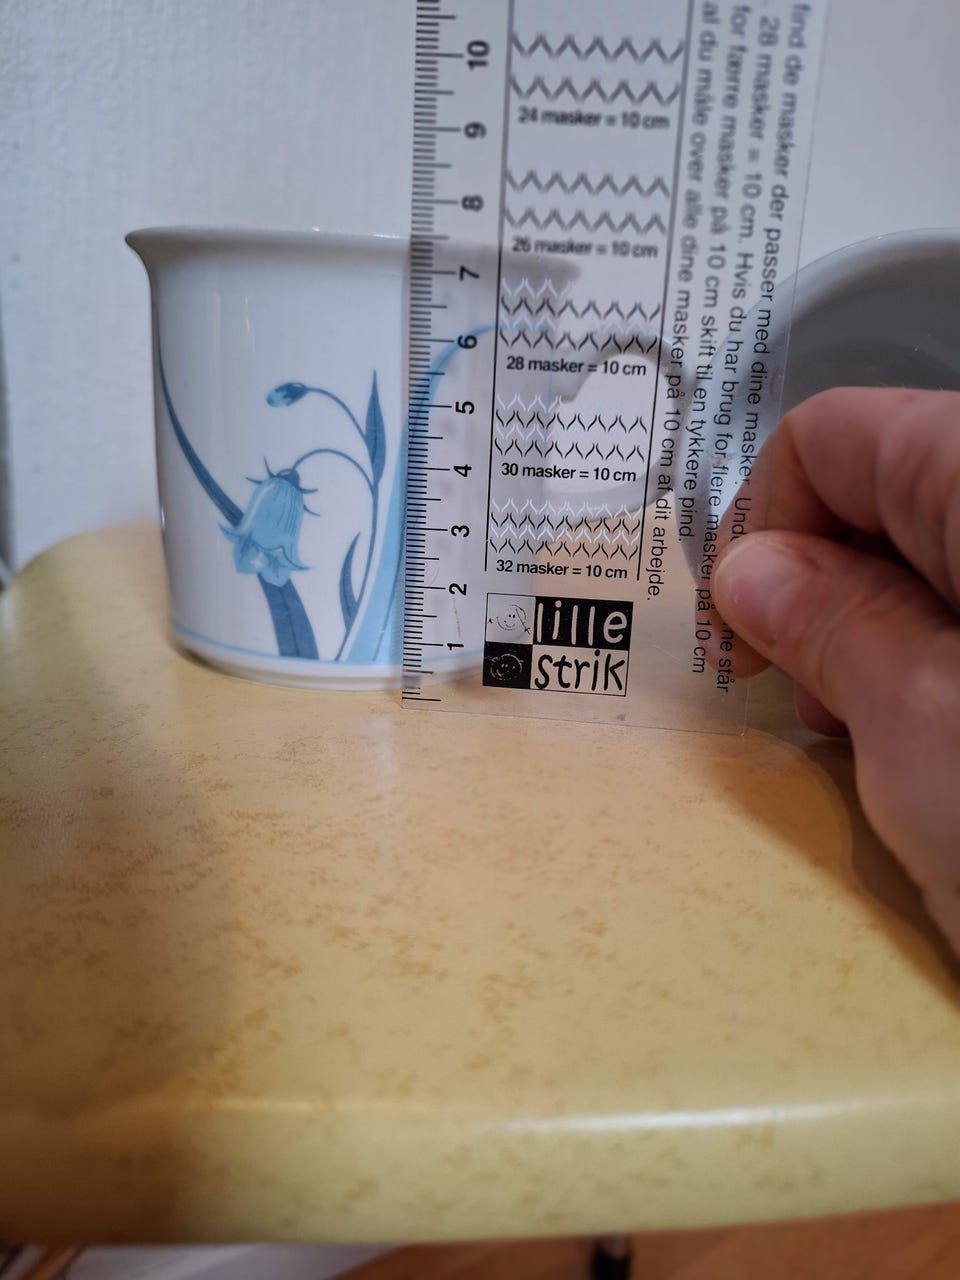 10
9
8
7
6
5
4
3
2
1
24 masker = 10 cm
26 masker = 10 cm
28 masker = 10 cm
30 masker = 10 cm
32 masker = 10 cm
lille
strik
find de masker der passer med dine masker. Und
. 28 masker = 10 cm. Hvis du har brug for flere masker på 10 cm
for færre masker på 10 cm skift til en tykkere pind.
al du måle over alle dine masker på 10 cm af dit arbejde.
ne står